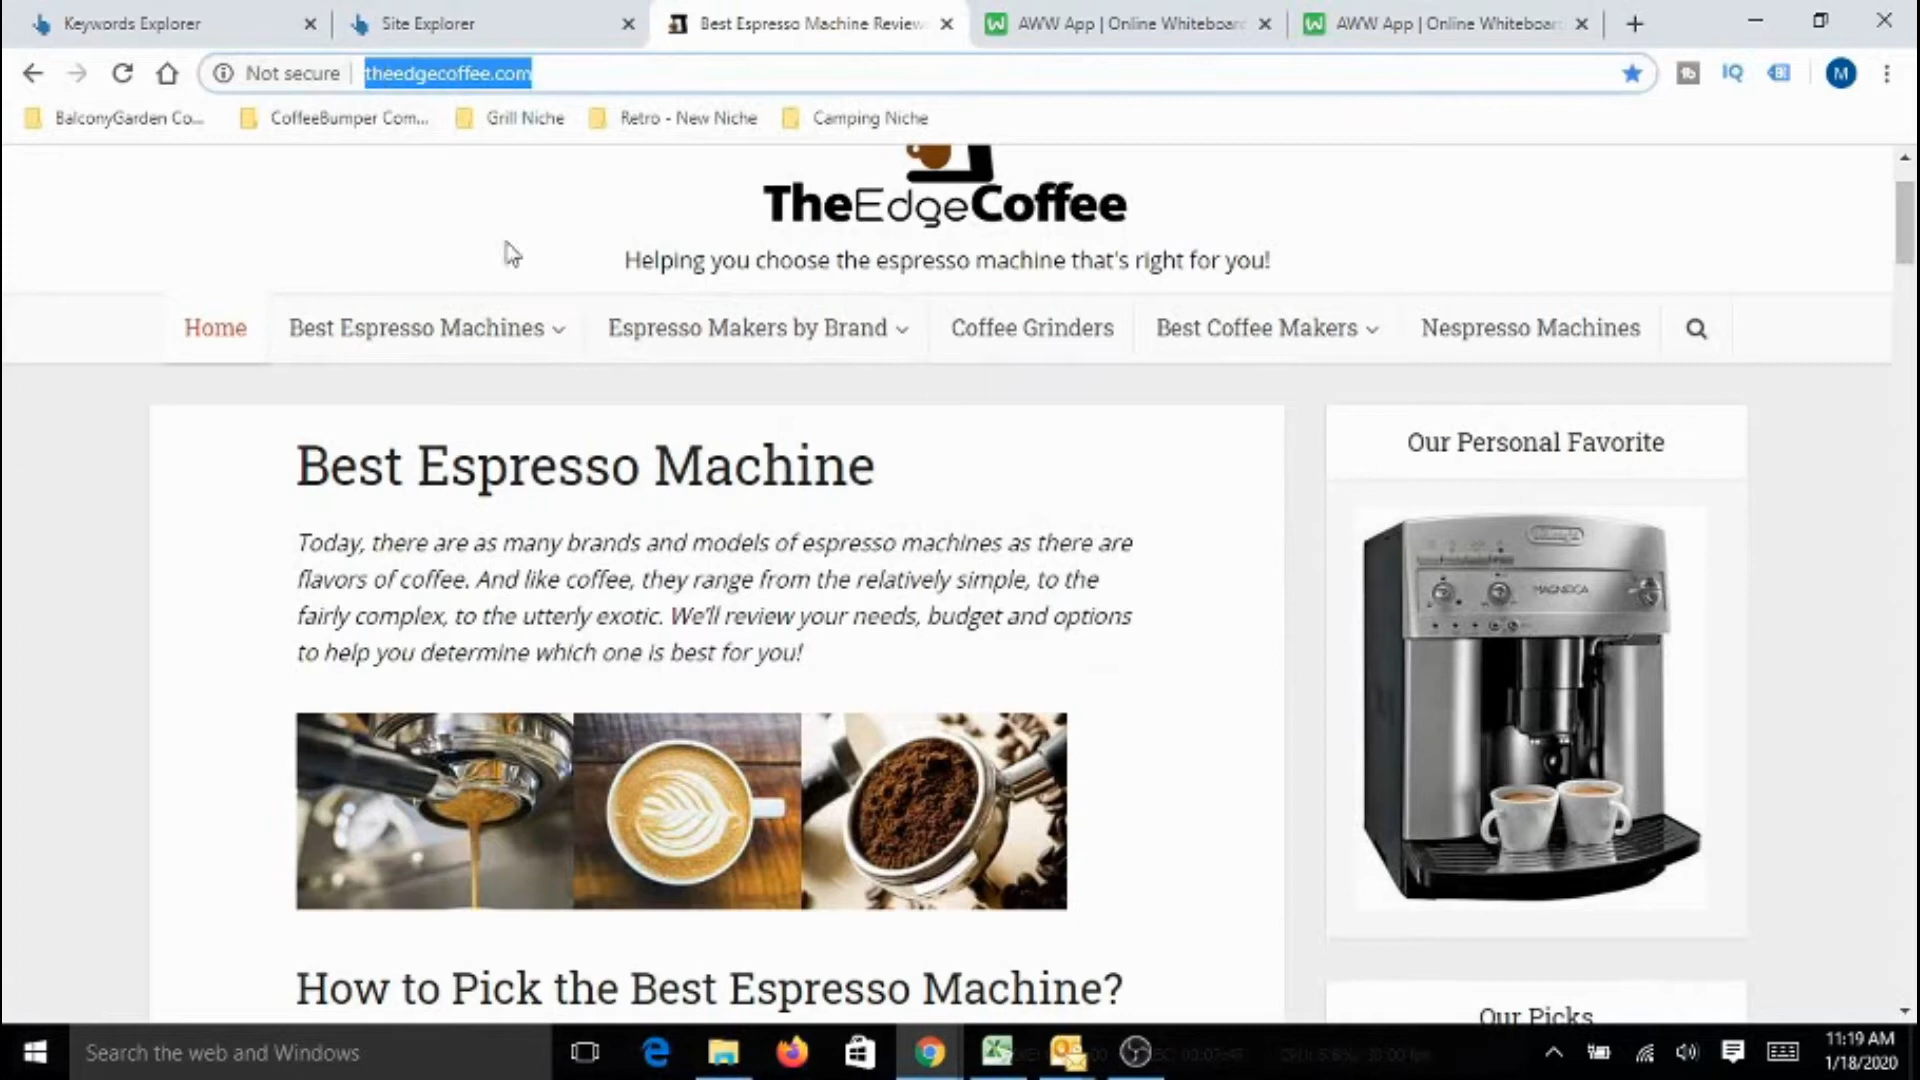 Keywords Explorer
Site Explorer
Best Espresso Machine Review
AWW App | Online Whiteboard
AWW App | Online Whiteboard
Not secure | theedgecoffee.com
M
BalconyGarden Co...
CoffeeBumper Com...
Grill Niche
Retro - New Niche
Camping Niche
TheEdgeCoffee
Helping you choose the espresso machine that's right for you!
Home
Best Espresso Machines
Espresso Makers by Brand
Coffee Grinders
Best Coffee Makers
Nespresso Machines
Best Espresso Machine
Today, there are as many brands and models of espresso machines as there are
flavors of coffee. And like coffee, they range from the relatively simple, to the
fairly complex, to the utterly exotic. We'll review your needs, budget and options
to help you determine which one is best for you!
Our Personal Favorite
DeLonghi
MAGNIFICA
How to Pick the Best Espresso Machine?
Our Picks
Search the web and Windows
11:19 AM
1/18/2020